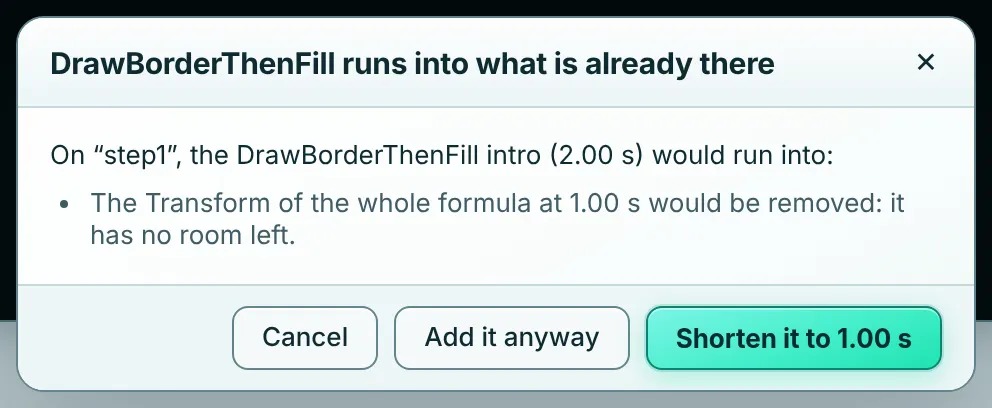 DrawBorderThenFill runs into what is already there
On “step1”, the DrawBorderThenFill intro (2.00 s) would run into:
• The Transform of the whole formula at 1.00 s would be removed: it
has no room left.
Cancel
Add it anyway
Shorten it to 1.00 s